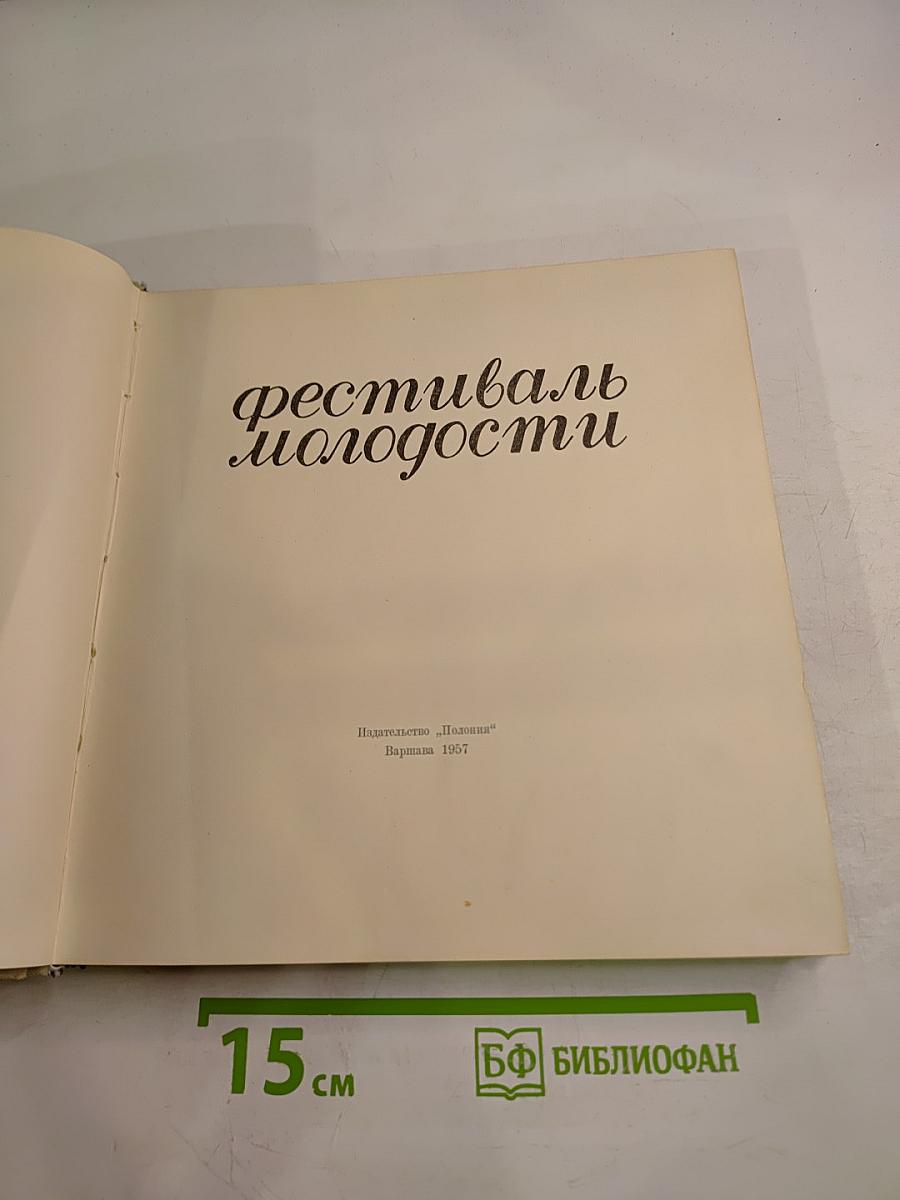 фестиваль
молодости
Издательство „Полония“
Варшава 1957
15 см
БФ БИБЛИОФАН